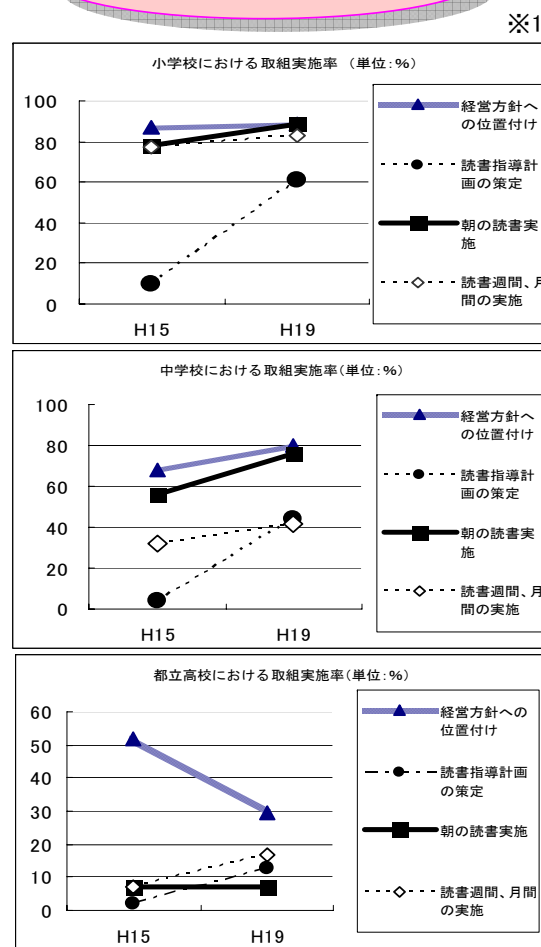 ※1
小学校における取組実施率 (単位:%)
100
80
60
40
20
0
H15
H19
経営方針へ
の位置付け
読書指導計
画の策定
朝の読書実
施
読書週間、月
間の実施
中学校における取組実施率(単位:%)
100
80
60
40
20
0
H15
H19
経営方針へ
の位置付け
読書指導計
画の策定
朝の読書実
施
読書週間、月
間の実施
都立高校における取組実施率(単位:%)
60
50
40
30
20
10
0
H15
H19
経営方針への
位置付け
読書指導計画
の策定
朝の読書実施
読書週間、月間
の実施